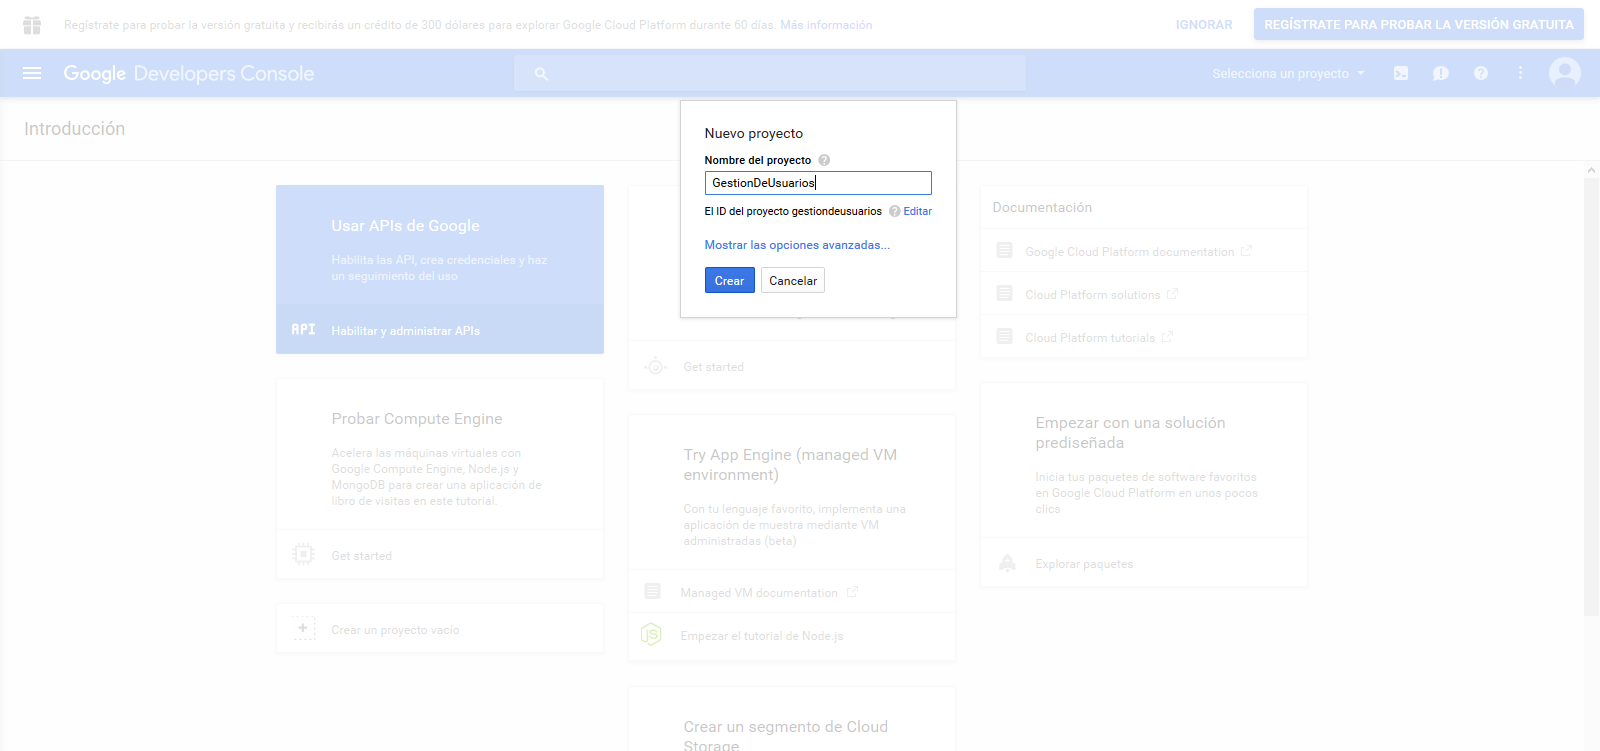 Regístrate para probar la versión gratuita y recibirás un crédito de 300 dólares para explorar Google Cloud Platform durante 60 días. Más información
IGNORAR
REGÍSTRATE PARA PROBAR LA VERSIÓN GRATUITA
Google Developers Console
Selecciona un proyecto
Introducción
Nuevo proyecto
Nombre del proyecto
GestionDeUsuarios
El ID del proyecto gestiondeusuarios Editar
Mostrar las opciones avanzadas...
Crear
Cancelar
Usar APIs de Google
Habilita las API, crea credenciales y haz
un seguimiento del uso
API Habilitar y administrar APIs
Probar Compute Engine
Acelera las máquinas virtuales con
Google Compute Engine, Node.js y
MongoDB para crear una aplicación de
libro de visitas en este tutorial.
Get started
Crear un proyecto vacío
Get started
Try App Engine (managed VM
environment)
Con tu lenguaje favorito, implementa una
aplicación de muestra mediante VM
administradas (beta)
Managed VM documentation
JS Empezar el tutorial de Node.js
Crear un segmento de Cloud
Storage
Documentación
Google Cloud Platform documentation
Cloud Platform solutions
Cloud Platform tutorials
Empezar con una solución
prediseñada
Inicia tus paquetes de software favoritos
en Google Cloud Platform en unos pocos
clics
Explorar paquetes